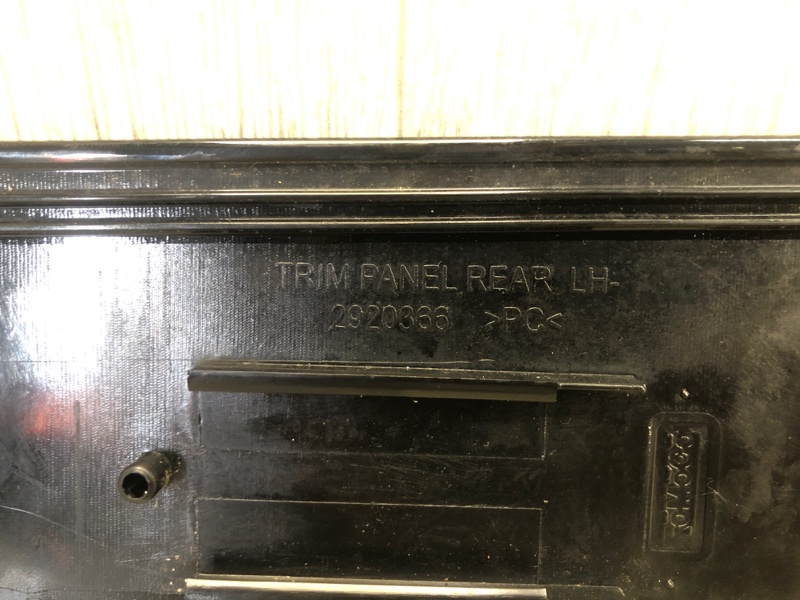 TRIM PANEL REAR LH-
2920366 >PC<